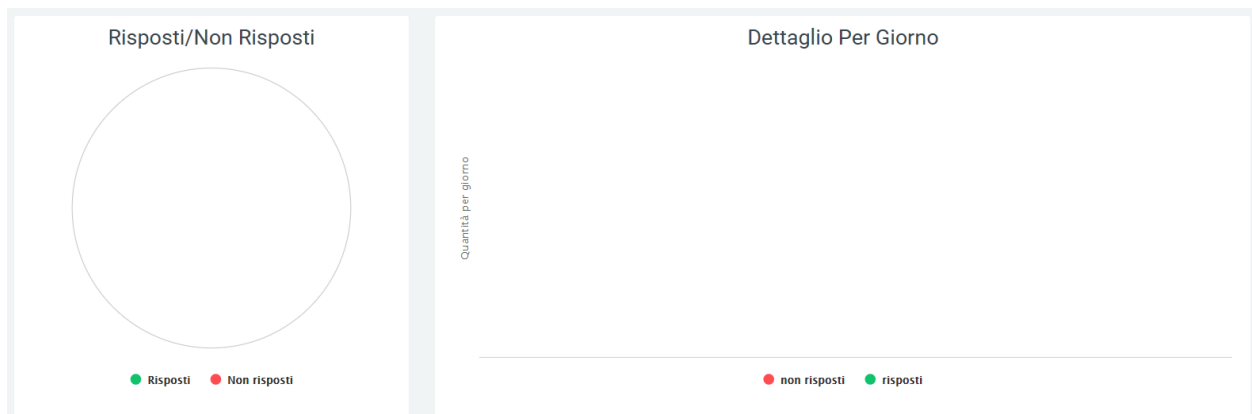 Risposti/Non Risposti
Risposti
Non risposti
Dettaglio Per Giorno
Quantità per giorno
non risposti
risposti